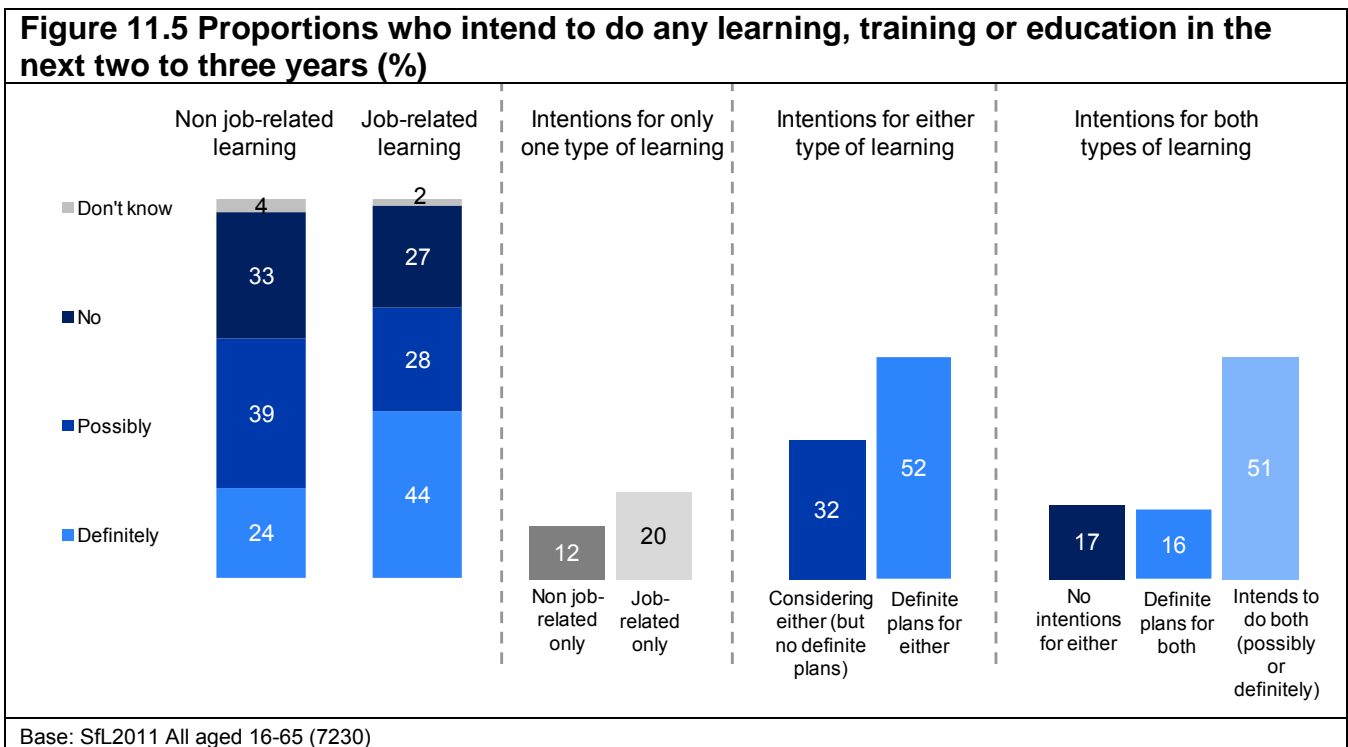 Figure 11.5 Proportions who intend to do any learning, training or education in the
next two to three years (%)
Non job-related
learning
Job-related
learning
Intentions for only
one type of learning
Intentions for either
type of learning
Intentions for both
types of learning
Don't know
No
Possibly
Definitely
4
33
39
24
2
27
28
44
12
20
32
52
17
16
51
Non job-
related
only
Job-
related
only
Considering
either (but
no definite
plans)
Definite
plans for
either
No
intentions
for either
Definite
plans for
both
Intends to
do both
(possibly
or
definitely)
Base: SfL2011 All aged 16-65 (7230)